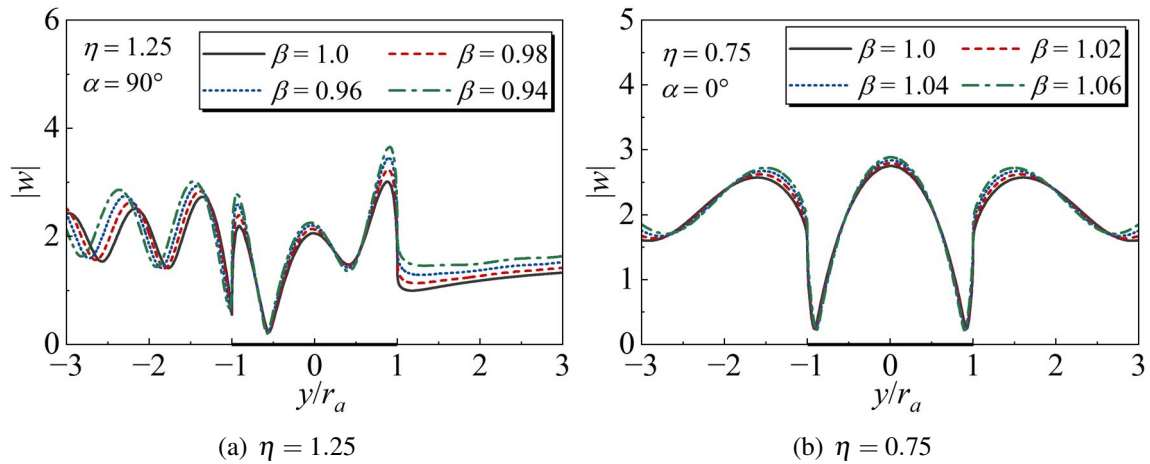 6
η = 1.25
α = 90°
β = 1.0
β = 0.98
β = 0.96
β = 0.94
4
2
0
|w|
−3 −2 −1 0 1 2 3
y/rₐ
(a) η = 1.25
5
η = 0.75
α = 0°
β = 1.0
β = 1.02
β = 1.04
β = 1.06
4
3
2
1
0
|w|
−3 −2 −1 0 1 2 3
y/rₐ
(b) η = 0.75